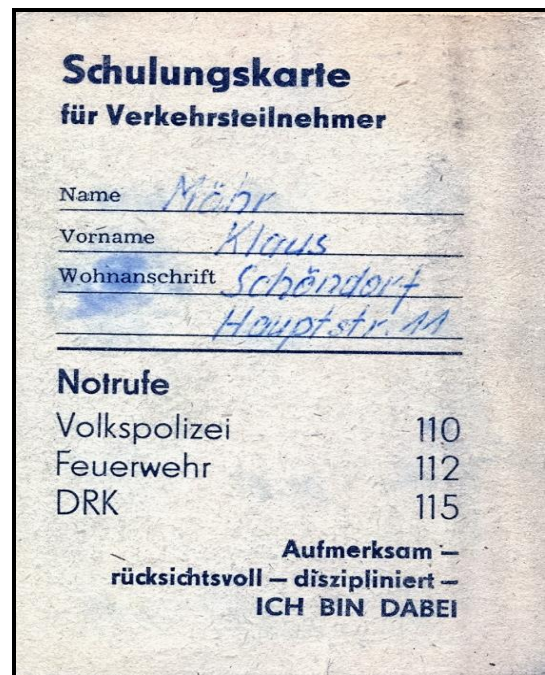 Schulungskarte
für Verkehrsteilnehmer
Name Mähr
Vorname Klaus
Wohnanschrift Schöndorf
Hauptstr. 11
Notrufe
Volkspolizei 110
Feuerwehr 112
DRK 115
Aufmerksam —
rücksichtsvoll — diszipliniert —
ICH BIN DABEI